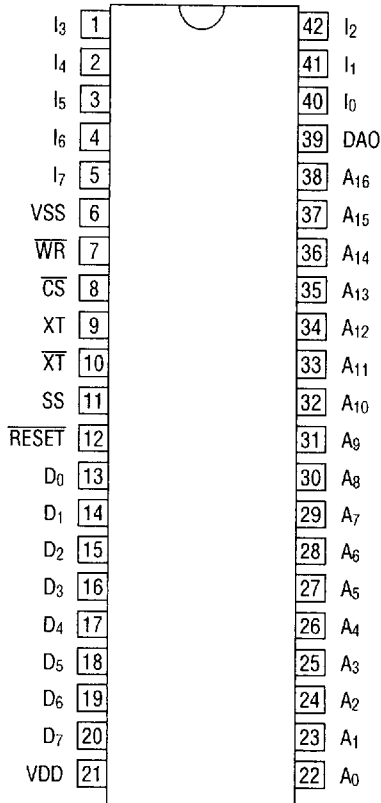 I₃ 1 42 I₂
I₄ 2 41 I₁
I₅ 3 40 I₀
I₆ 4 39 DAO
I₇ 5 38 A₁₆
VSS 6 37 A₁₅
W̅R̅ 7 36 A₁₄
C̅S̅ 8 35 A₁₃
XT 9 34 A₁₂
X̅T̅ 10 33 A₁₁
SS 11 32 A₁₀
R̅E̅S̅E̅T̅ 12 31 A₉
D₀ 13 30 A₈
D₁ 14 29 A₇
D₂ 15 28 A₆
D₃ 16 27 A₅
D₄ 17 26 A₄
D₅ 18 25 A₃
D₆ 19 24 A₂
D₇ 20 23 A₁
VDD 21 22 A₀